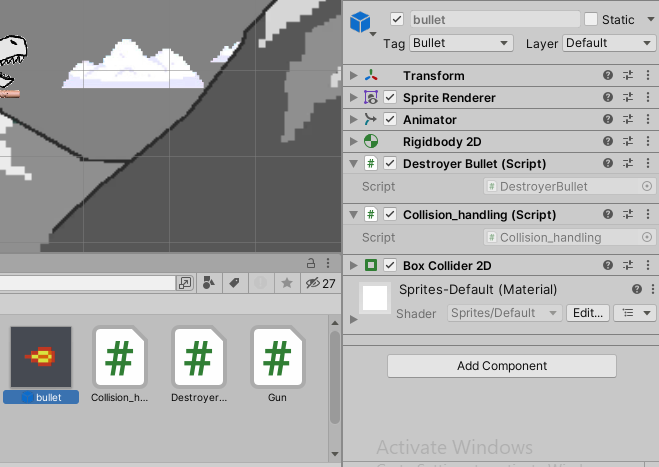 bullet
Static
Tag Bullet Layer Default
Transform
Sprite Renderer
Animator
Rigidbody 2D
Destroyer Bullet (Script)
Script DestroyerBullet
Collision_handling (Script)
Script Collision_handling
Box Collider 2D
Sprites-Default (Material)
Shader Sprites/Default Edit...
Add Component
Activate Windows
27
bullet Collision_h... Destroyer... Gun